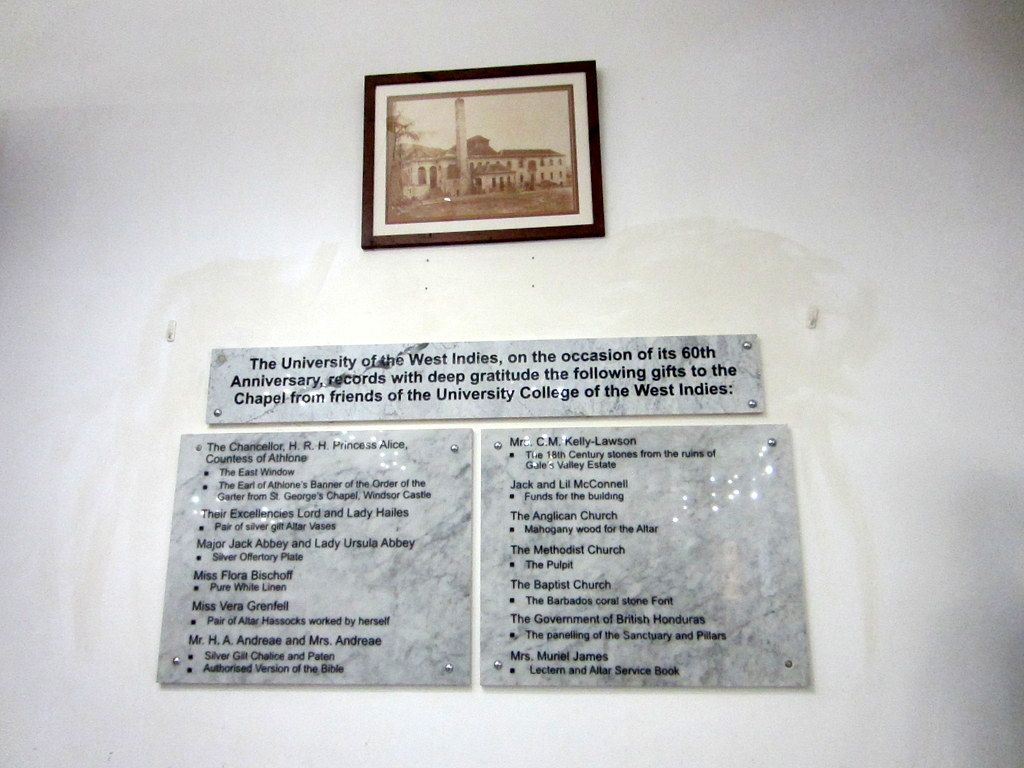 The University of the West Indies, on the occasion of its 60th
Anniversary, records with deep gratitude the following gifts to the
Chapel from friends of the University College of the West Indies:
The Chancellor, H. R. H. Princess Alice,
Countess of Athlone
▪ The East Window
▪ The Earl of Athlone's Banner of the Order of the
Garter from St. George's Chapel, Windsor Castle
Their Excellencies Lord and Lady Hailes
▪ Pair of silver gilt Altar Vases
Major Jack Abbey and Lady Ursula Abbey
▪ Silver Offertory Plate
Miss Flora Bischoff
▪ Pure White Linen
Miss Vera Grenfell
▪ Pair of Altar Hassocks worked by herself
Mr. H. A. Andreae and Mrs. Andreae
▪ Silver Gilt Chalice and Paten
▪ Authorised Version of the Bible
Mrs. C.M. Kelly-Lawson
▪ The 18th Century stones from the ruins of
Gale's Valley Estate
Jack and Lil McConnell
▪ Funds for the building
The Anglican Church
▪ Mahogany wood for the Altar
The Methodist Church
▪ The Pulpit
The Baptist Church
▪ The Barbados coral stone Font
The Government of British Honduras
▪ The panelling of the Sanctuary and Pillars
Mrs. Muriel James
▪ Lectern and Altar Service Book